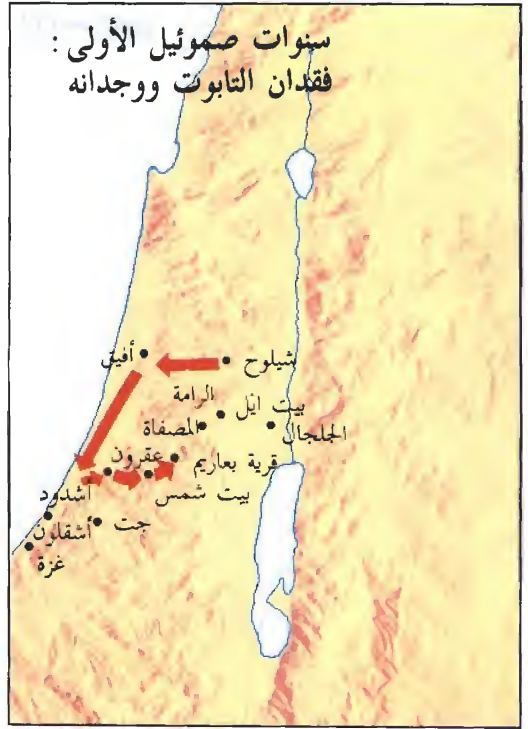 سنوات صموئيل الأولى :
فقدان التابوت ووجدانه
أفيق
شيلوح
الرامة
بيت ايل
المصفاة
الجلجال
عقرون
قرية يعاريم
أشدود
بيت شمس
أشقلون
جت
غزة